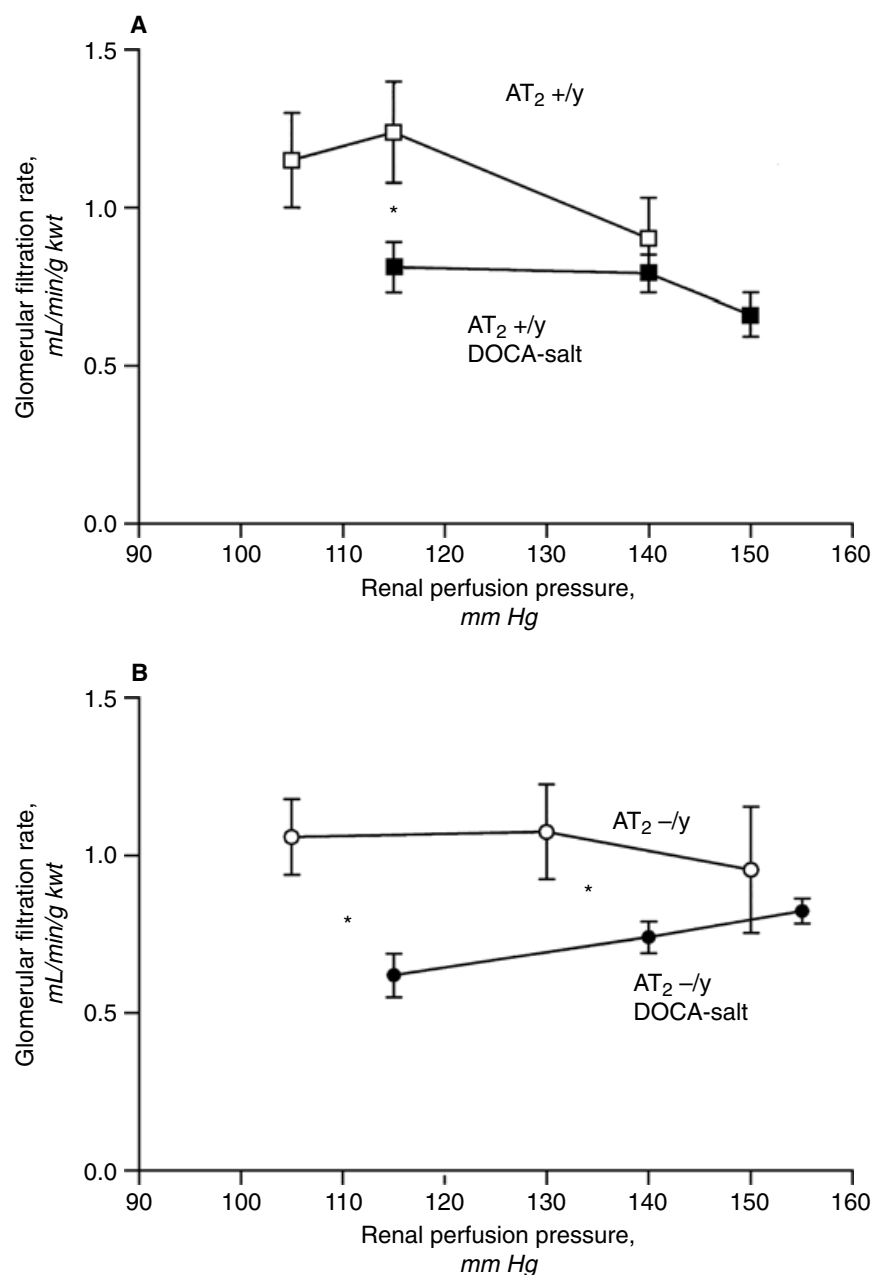 A
1.5
AT2 +/y
Glomerular filtration rate,
mL/min/g kwt
1.0
*
AT2 +/y
DOCA-salt
0.5
0.0
90 100 110 120 130 140 150 160
Renal perfusion pressure,
mm Hg
B
1.5
AT2 –/y
Glomerular filtration rate,
mL/min/g kwt
1.0
*
*
AT2 –/y
DOCA-salt
0.5
0.0
90 100 110 120 130 140 150 160
Renal perfusion pressure,
mm Hg